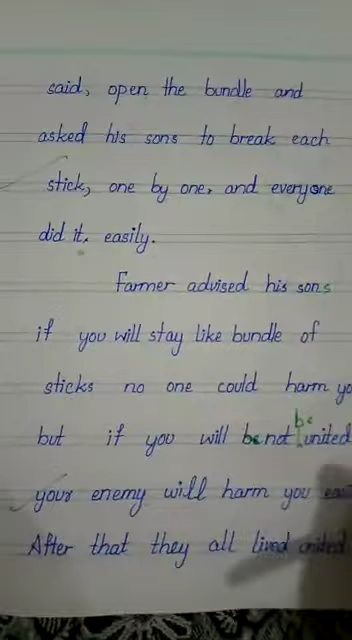 said, open the bundle and
asked his sons to break each
stick, one by one, and everyone
did it, easily.
Farmer advised his sons
if you will stay like bundle of
sticks no one could harm yo
be
but if you will be not united
your enemy will harm you
After that they all lived united